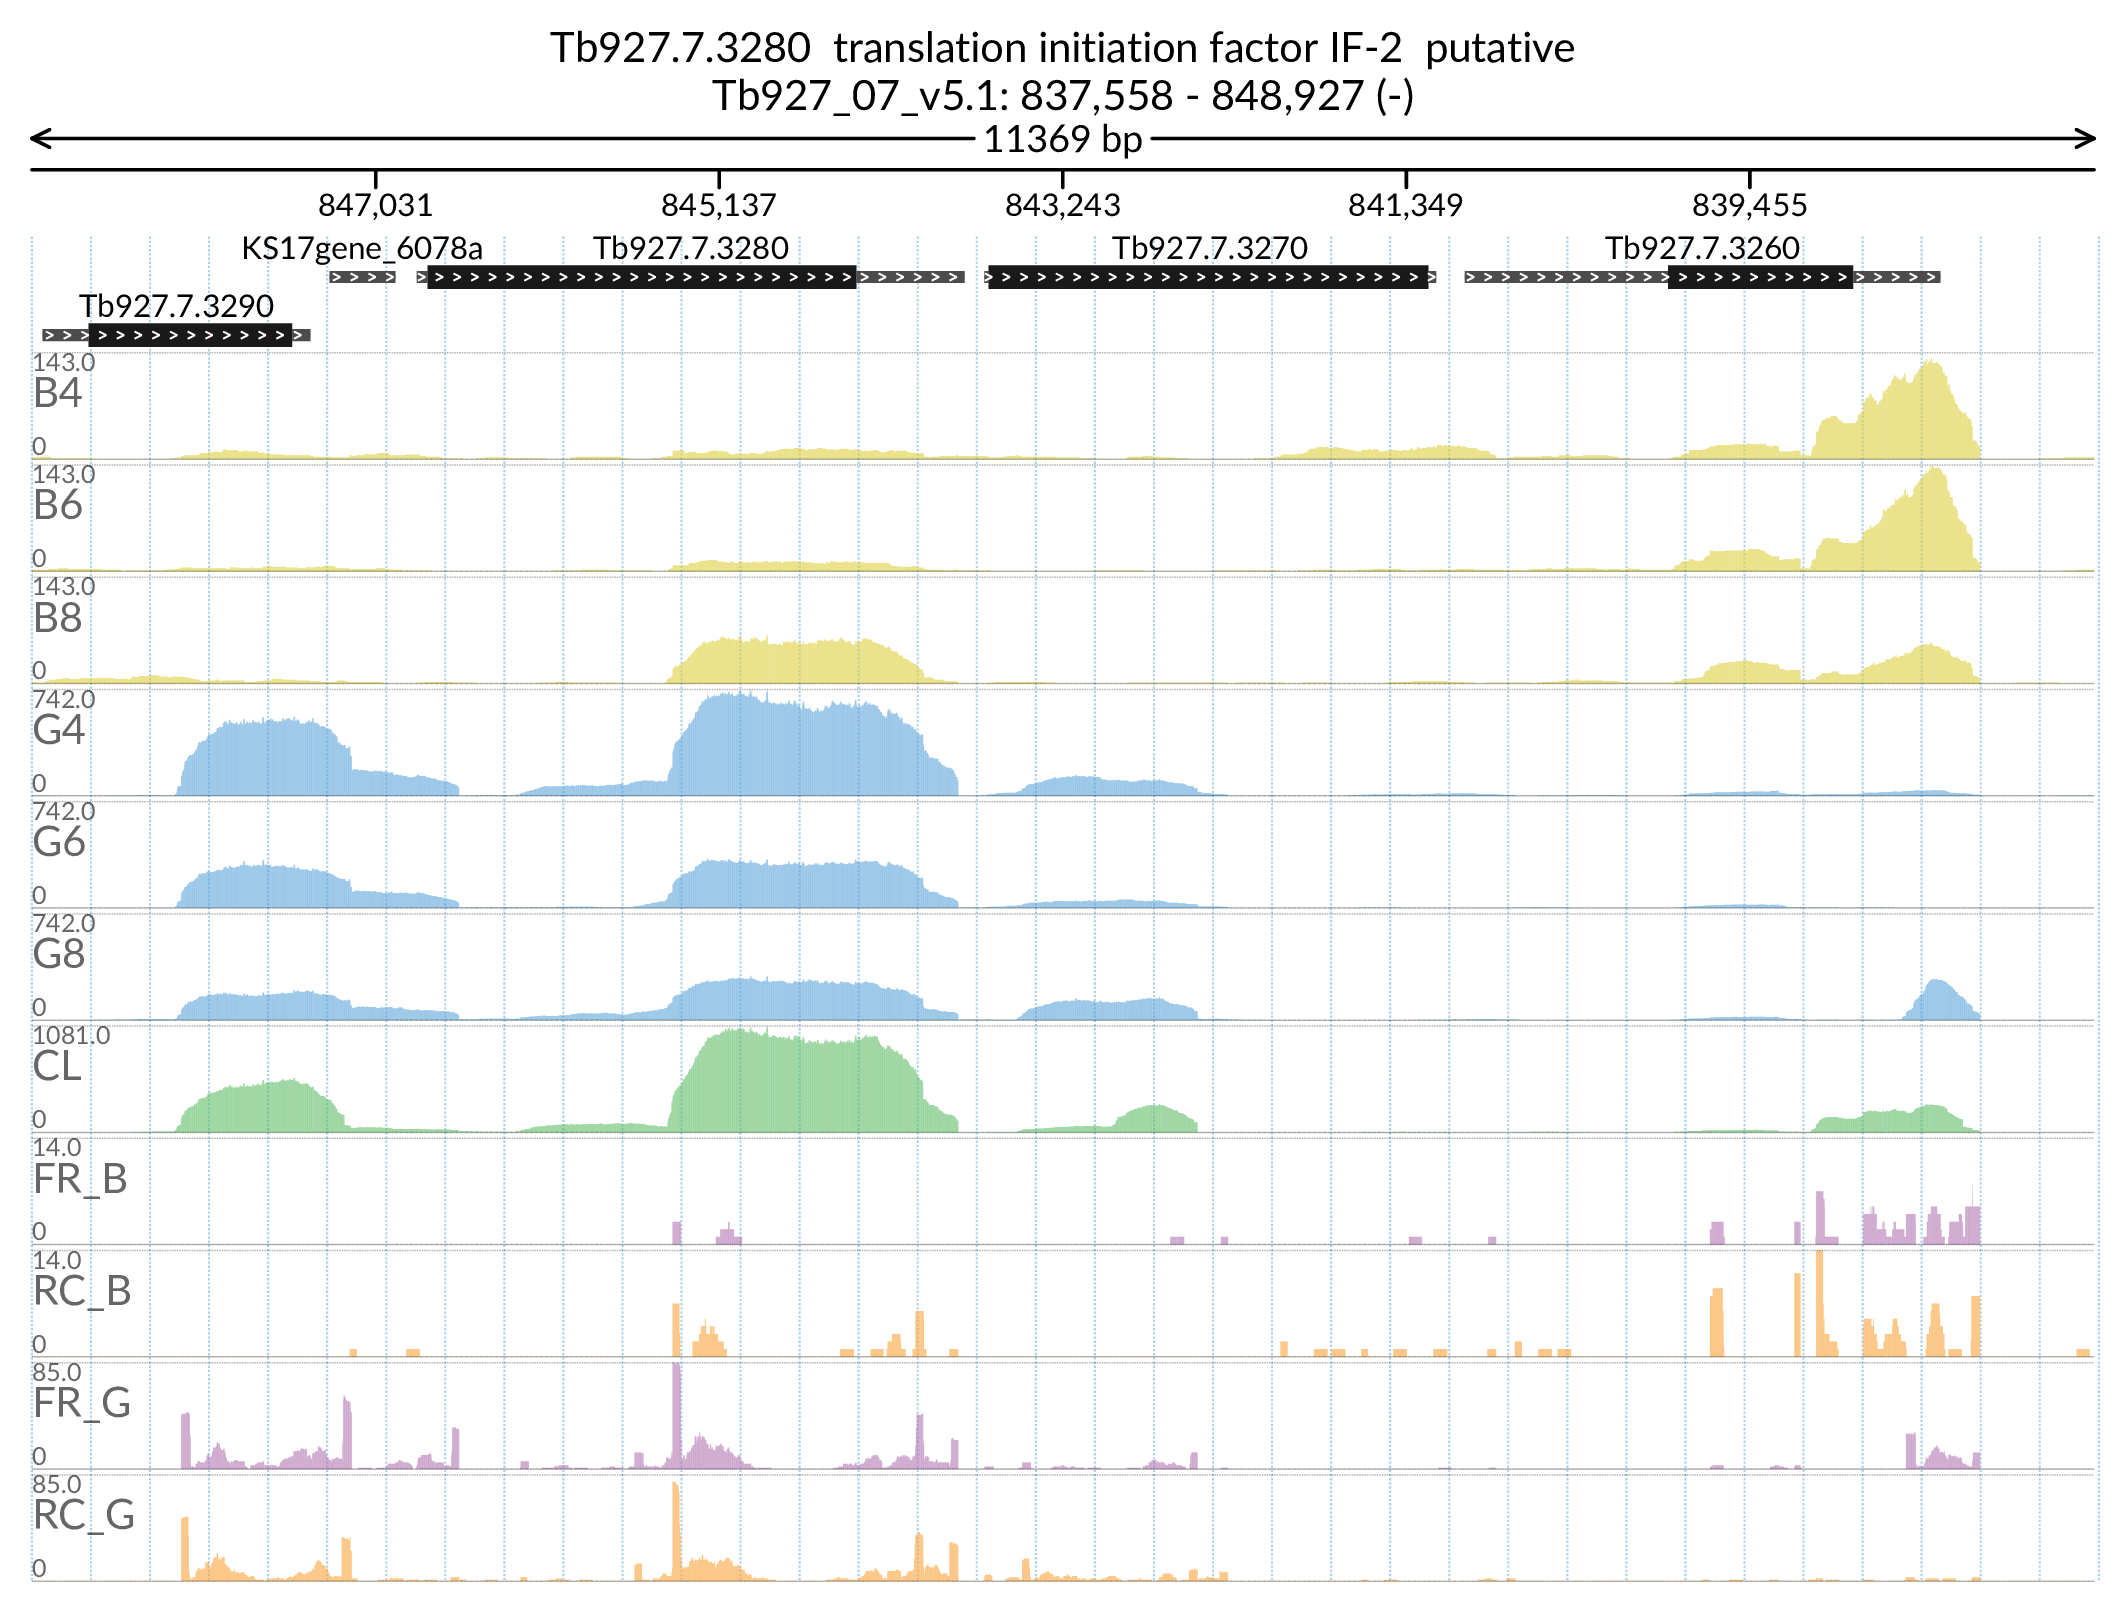 Tb927.7.3280  translation initiation factor IF-2  putative
Tb927_07_v5.1: 837,558 - 848,927 (-)
11369 bp
847,031 845,137 843,243 841,349 839,455
KS17gene_6078a Tb927.7.3280 Tb927.7.3270 Tb927.7.3260
Tb927.7.3290
143.0
B4
0
143.0
B6
0
143.0
B8
0
742.0
G4
0
742.0
G6
0
742.0
G8
0
1081.0
CL
0
14.0
FR_B
0
14.0
RC_B
0
85.0
FR_G
0
85.0
RC_G
0